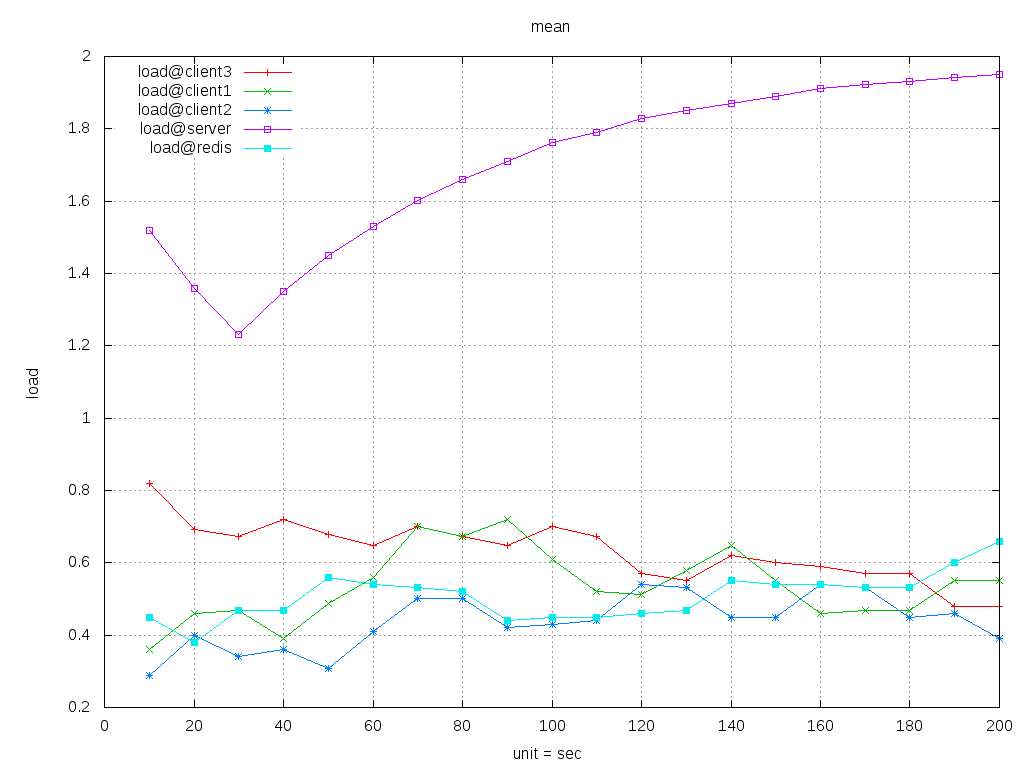 mean
load@client3
load@client1
load@client2
load@server
load@redis
2
1.8
1.6
1.4
1.2
1
0.8
0.6
0.4
0.2
load
0 20 40 60 80 100 120 140 160 180 200
unit = sec